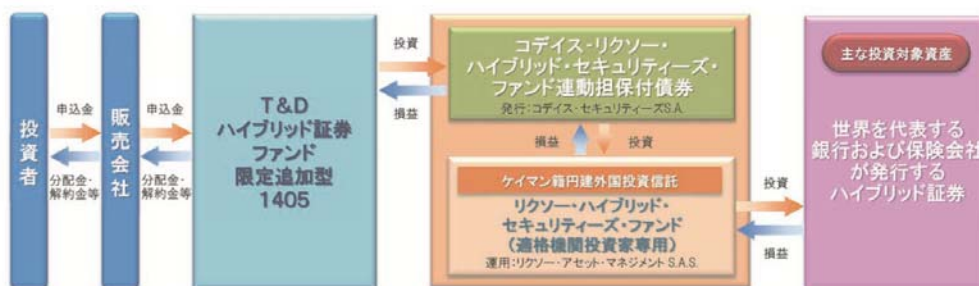 投資者
申込金
分配金・
解約金等
販売会社
申込金
分配金・
解約金等
T&D
ハイブリッド証券
ファンド
限定追加型
1405
投資
損益
コデイス-リクソー・
ハイブリッド・セキュリティーズ・
ファンド連動担保付債券
発行:コデイス・セキュリティーズS.A.
損益
投資
ケイマン籍円建外国投資信託
リクソー・ハイブリッド・
セキュリティーズ・ファンド
(適格機関投資家専用)
運用:リクソー・アセット・マネジメント S.A.S.
投資
損益
主な投資対象資産
世界を代表する
銀行および保険会社
が発行する
ハイブリッド証券